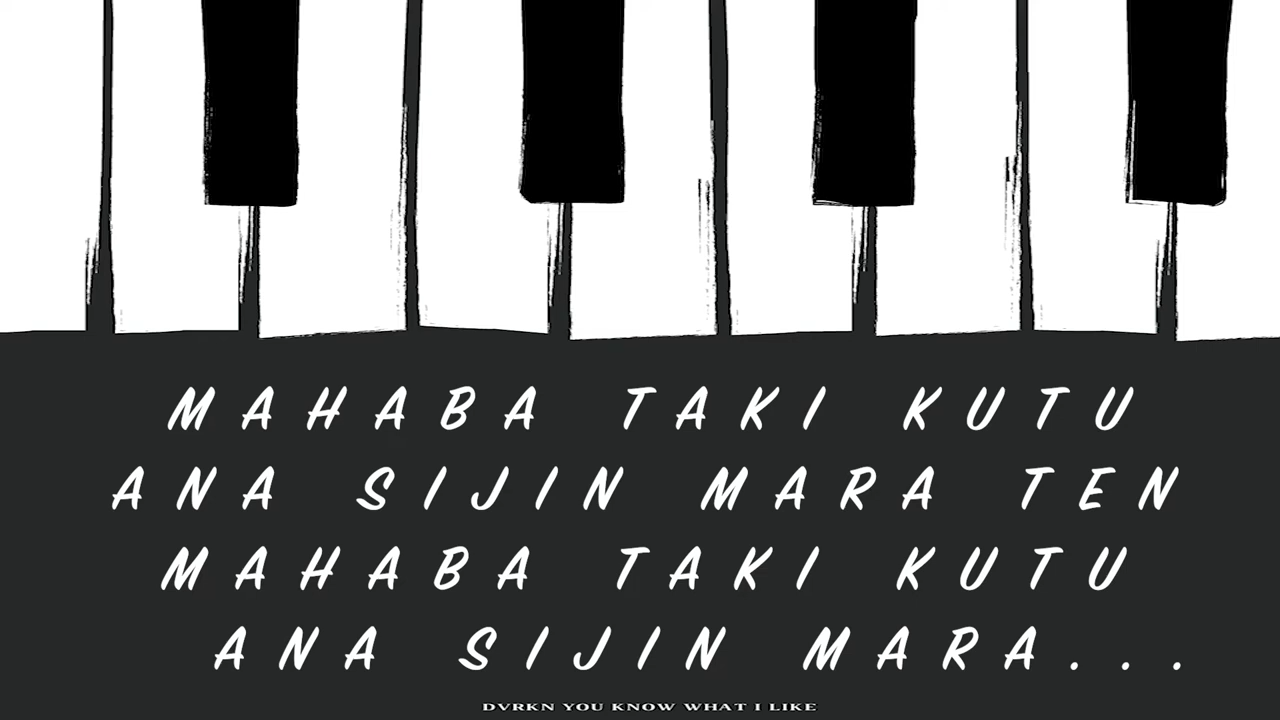 MAHABA TAKI KUTU
ANA SIJIN MARA TEN
MAHABA TAKI KUTU
ANA SIJIN MARA...
DVRKN YOU KNOW WHAT I LIKE